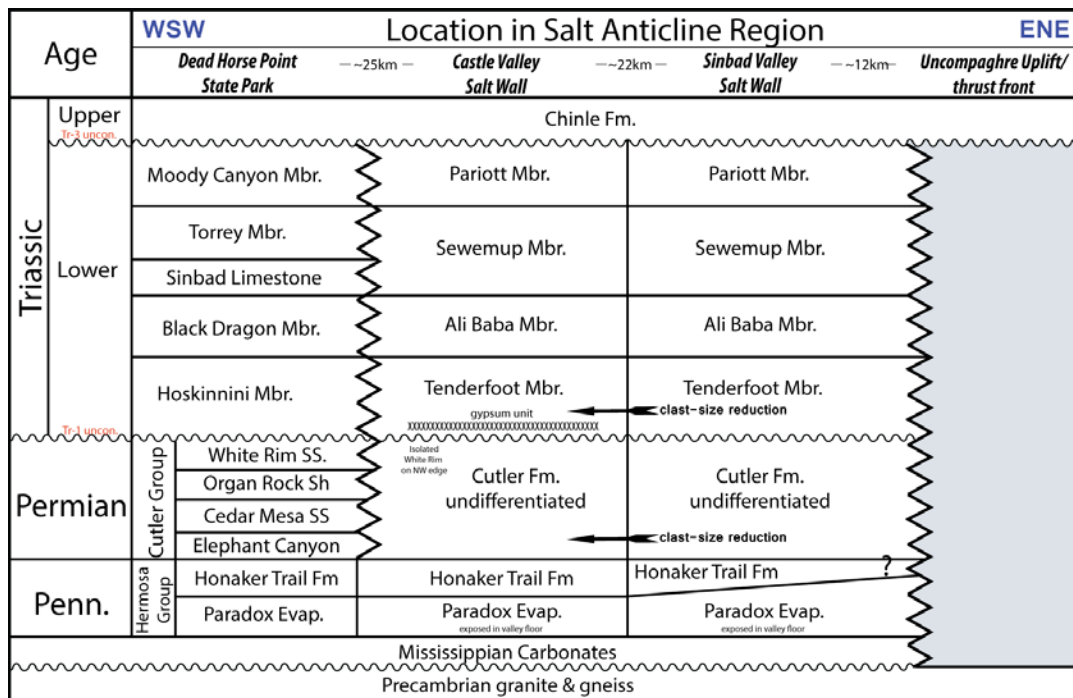 Age
WSW
Location in Salt Anticline Region
ENE
Dead Horse Point
State Park
~25km
Castle Valley
Salt Wall
~22km
Sinbad Valley
Salt Wall
~12km
Uncompaghre Uplift/
thrust front
Triassic
Upper
Tr-3 uncon.
Chinle Fm.
Lower
Moody Canyon Mbr.
Pariott Mbr.
Pariott Mbr.
Torrey Mbr.
Sewemup Mbr.
Sewemup Mbr.
Sinbad Limestone
Black Dragon Mbr.
Ali Baba Mbr.
Ali Baba Mbr.
Hoskinnini Mbr.
Tenderfoot Mbr.
Tenderfoot Mbr.
gypsum unit
clast-size reduction
XXXXXXXXXXXXXXXXXXXXXXXXXXXXXXXXXXXXXXXXXXXXXXX
Tr-1 uncon.
Permian
Cutler Group
White Rim SS.
Isolated
White Rim
on NW edge
Organ Rock Sh
Cutler Fm.
undifferentiated
Cutler Fm.
undifferentiated
Cedar Mesa SS
Elephant Canyon
clast-size reduction
Penn.
Hermosa
Group
Honaker Trail Fm
Honaker Trail Fm
Honaker Trail Fm
?
Paradox Evap.
Paradox Evap.
exposed in valley floor
Paradox Evap.
exposed in valley floor
Mississippian Carbonates
Precambrian granite & gneiss